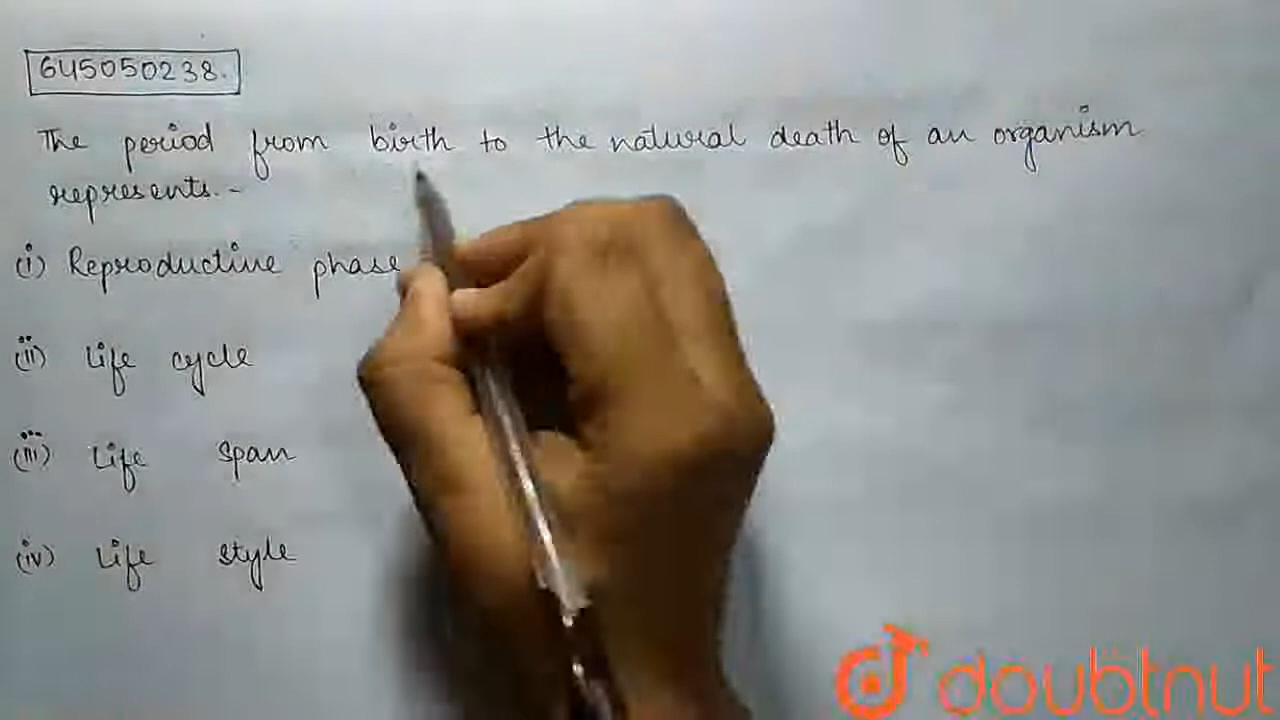 645050238.
The period from birth to the natural death of an organism
represents.-
(i) Reproductive phase
(ii) Life cycle
(iii) Life span
(iv) Life style
doubtnut